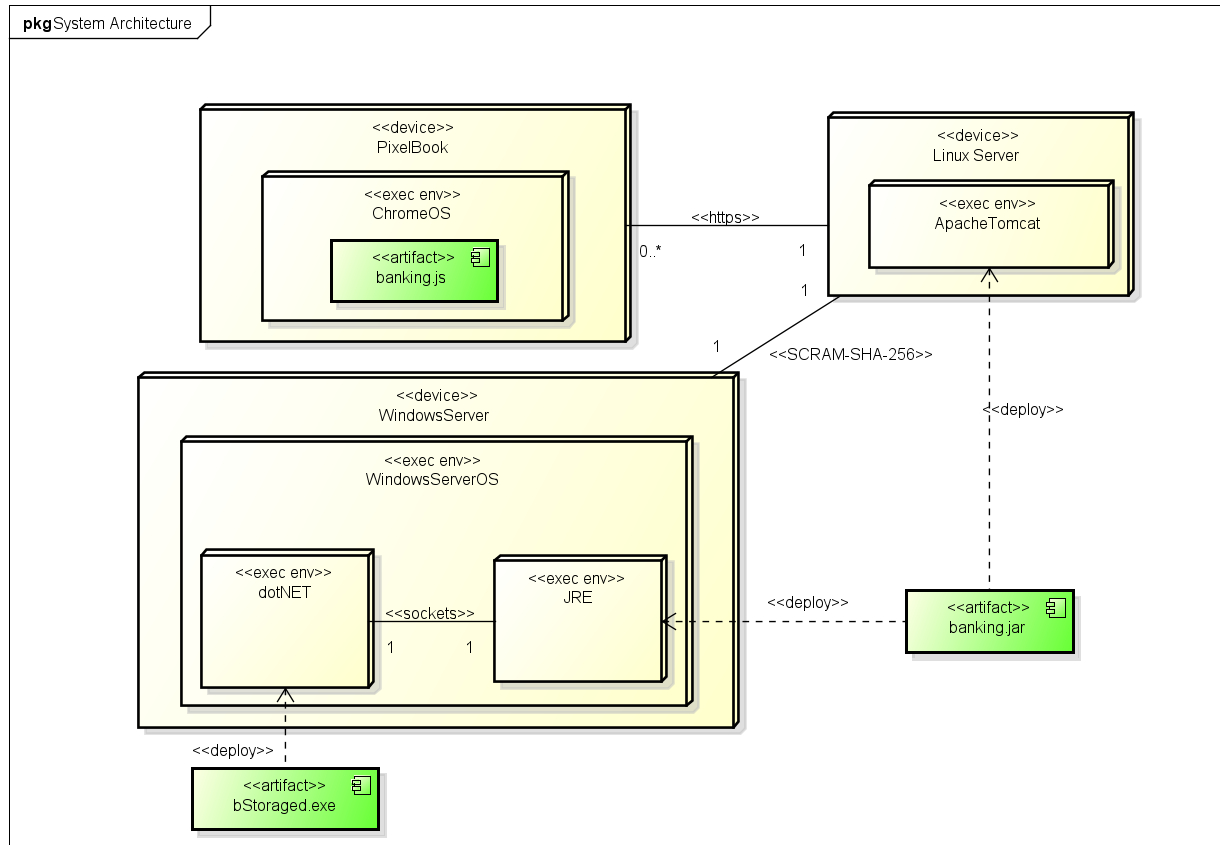 pkg System Architecture
<<device>>
PixelBook
<<exec env>>
ChromeOS
<<artifact>>
banking.js
<<https>>
0..*
1
<<device>>
Linux Server
<<exec env>>
ApacheTomcat
1
1
<<SCRAM-SHA-256>>
<<device>>
WindowsServer
<<exec env>>
WindowsServerOS
<<exec env>>
dotNET
<<sockets>>
1
1
<<exec env>>
JRE
<<deploy>>
<<deploy>>
<<artifact>>
banking.jar
<<deploy>>
<<artifact>>
bStoraged.exe